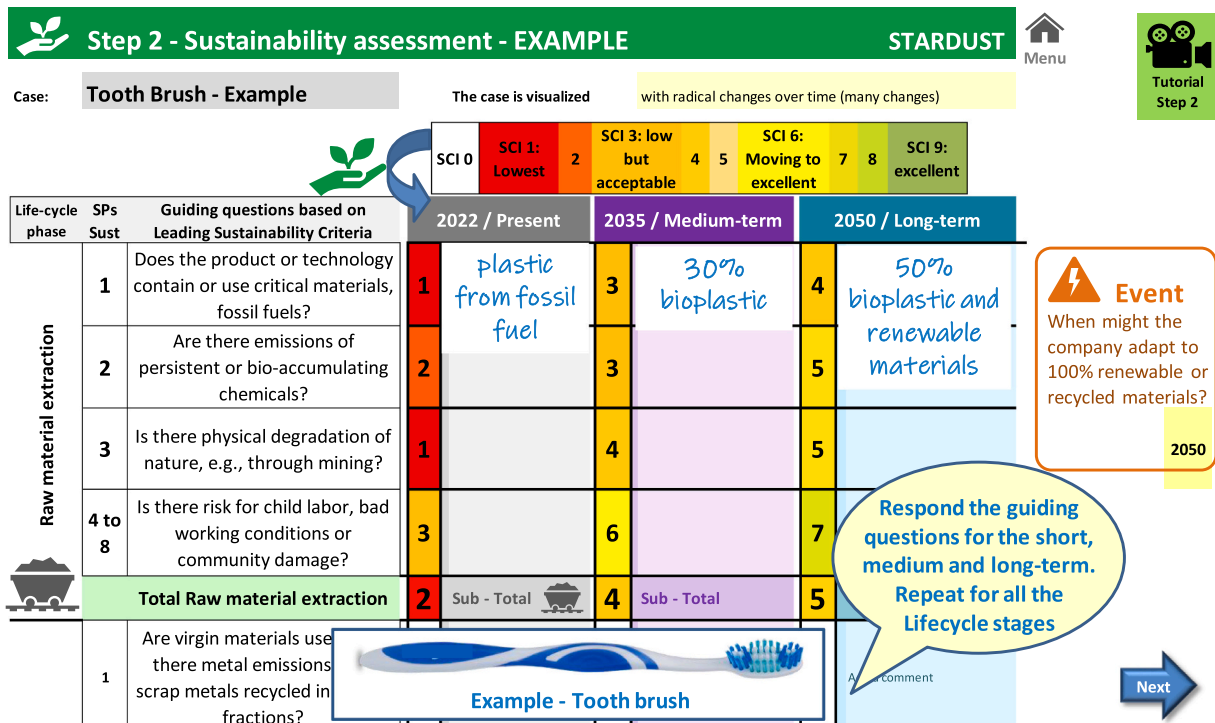 Step 2 - Sustainability assessment - EXAMPLE
STARDUST
Menu
Tutorial
Step 2
Case:
Tooth Brush - Example
The case is visualized
with radical changes over time (many changes)
SCI 0
SCI 1:
Lowest
2
SCI 3: low
but
acceptable
4
5
SCI 6:
Moving to
excellent
7
8
SCI 9:
excellent
Life-cycle
phase
SPs
Sust
Guiding questions based on
Leading Sustainability Criteria
2022 / Present
2035 / Medium-term
2050 / Long-term
Raw material extraction
1
Does the product or technology
contain or use critical materials,
fossil fuels?
1
plastic
from fossil
fuel
3
30%
bioplastic
4
50%
bioplastic and
renewable
materials
2
Are there emissions of
persistent or bio-accumulating
chemicals?
2
3
5
3
Is there physical degradation of
nature, e.g., through mining?
1
4
5
4 to
8
Is there risk for child labor, bad
working conditions or
community damage?
3
6
7
Total Raw material extraction
2
Sub - Total
4
Sub - Total
5
Event
When might the
company adapt to
100% renewable or
recycled materials?
2050
Respond the guiding
questions for the short,
medium and long-term.
Repeat for all the
Lifecycle stages
1
Are virgin materials use
there metal emissions
scrap metals recycled in
fractions?
Example - Tooth brush
comment
Next